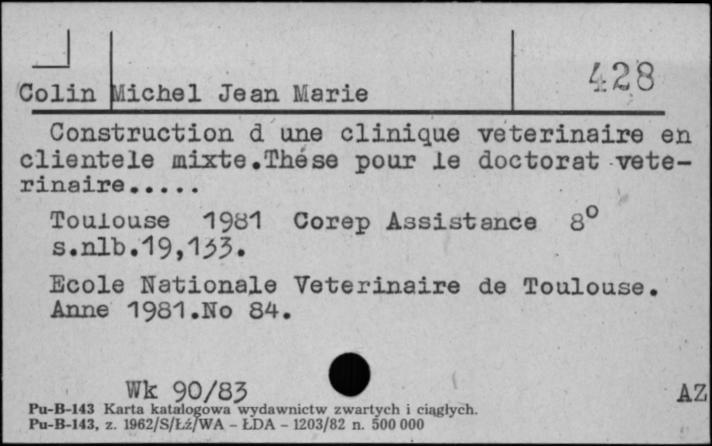 428
Colin Michel Jean Marie
Construction d une clinique véterinaire en
clientele mixte.Thése pour le doctorat vete-
rinaire.....
Toulouse 1981 Corep Assistance 8°
s.nlb.19,133.
Ecole Nationale Veterinaire de Toulouse.
Anne 1981.No 84.
Wk 90/83
AZ
Pu-B-143 Karta katalogowa wydawnictw zwartych i ciągłych.
Pu-B-143, z. 1962/S/Łź/WA - ŁDA - 1203/82 n. 500 000